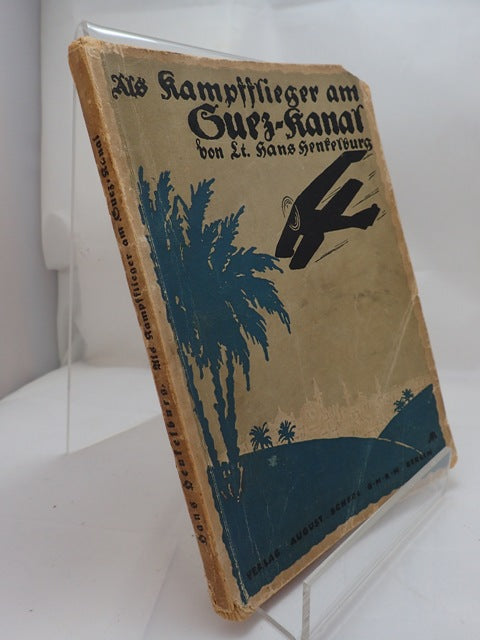 Als Kampfflieger am
Suez-Kanal
von Lt. Hans Henkelburg
VERLAG AUGUST SCHERL G·M·B·H· BERLIN
Hans Henkelburg, Als Kampfflieger am Suez-Kanal